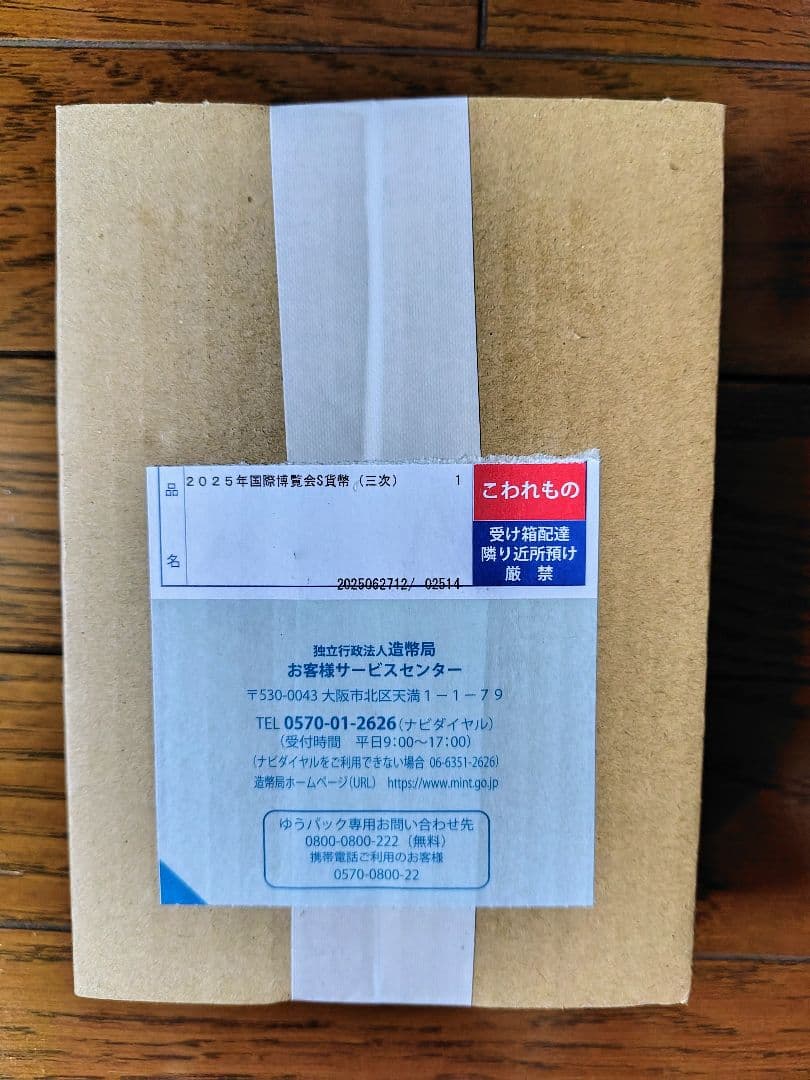 品名
2025年国際博覧会S貨幣（三次） 1
こわれもの
受け箱配達
隣り近所預け
厳 禁
2025062712/ 02514
独立行政法人造幣局
お客様サービスセンター
〒530-0043 大阪市北区天満1－1－79
TEL 0570-01-2626（ナビダイヤル）
（受付時間 平日9:00〜17:00）
（ナビダイヤルをご利用できない場合 06-6351-2626）
造幣局ホームページ（URL） https://www.mint.go.jp
ゆうパック専用お問い合わせ先
0800-0800-222（無料）
携帯電話ご利用のお客様
0570-0800-22